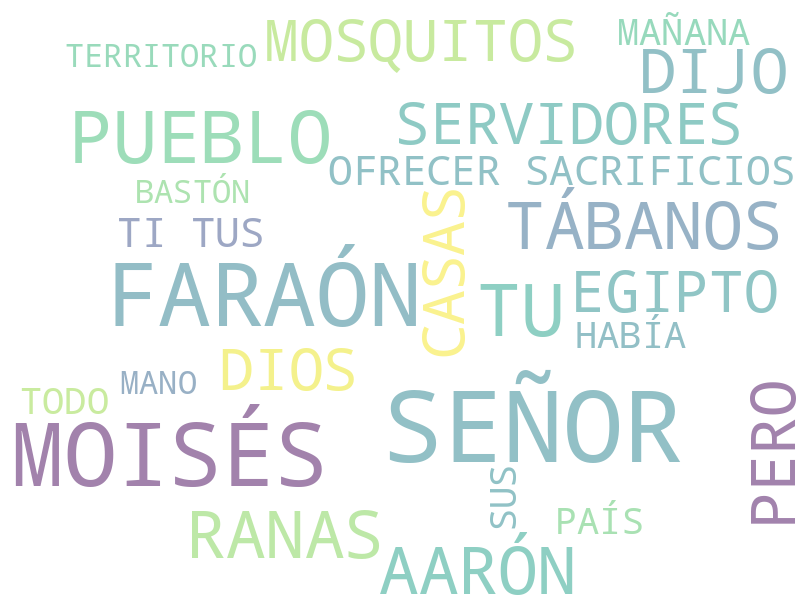 MAÑANA
MOSQUITOS
TERRITORIO
DIJO
SERVIDORES
PUEBLO
OFRECER SACRIFICIOS
BASTÓN
TÁBANOS
TI TUS
CASAS
FARAÓN
TU
EGIPTO
HABÍA
DIOS
MANO
TODO
SEÑOR
PERO
MOISÉS
SUS
RANAS
PAÍS
AARÓN